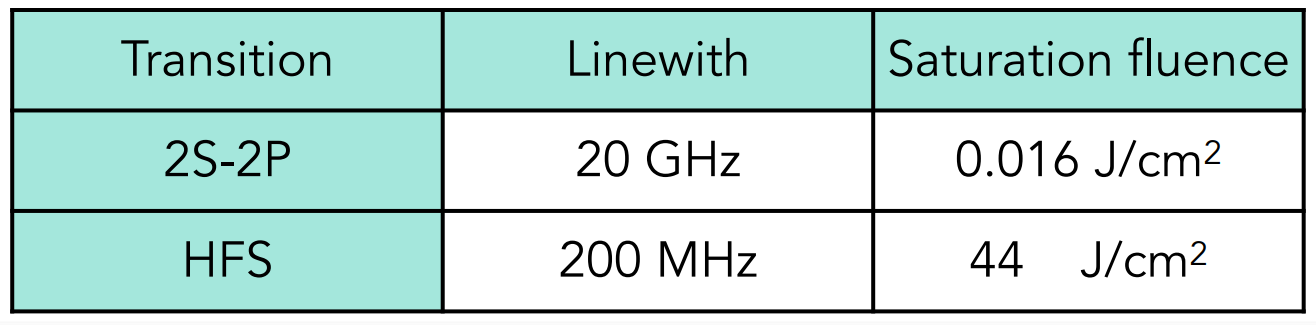 Transition Linewith Saturation fluence
2S-2P 20 GHz 0.016 J/cm²
HFS 200 MHz 44 J/cm²